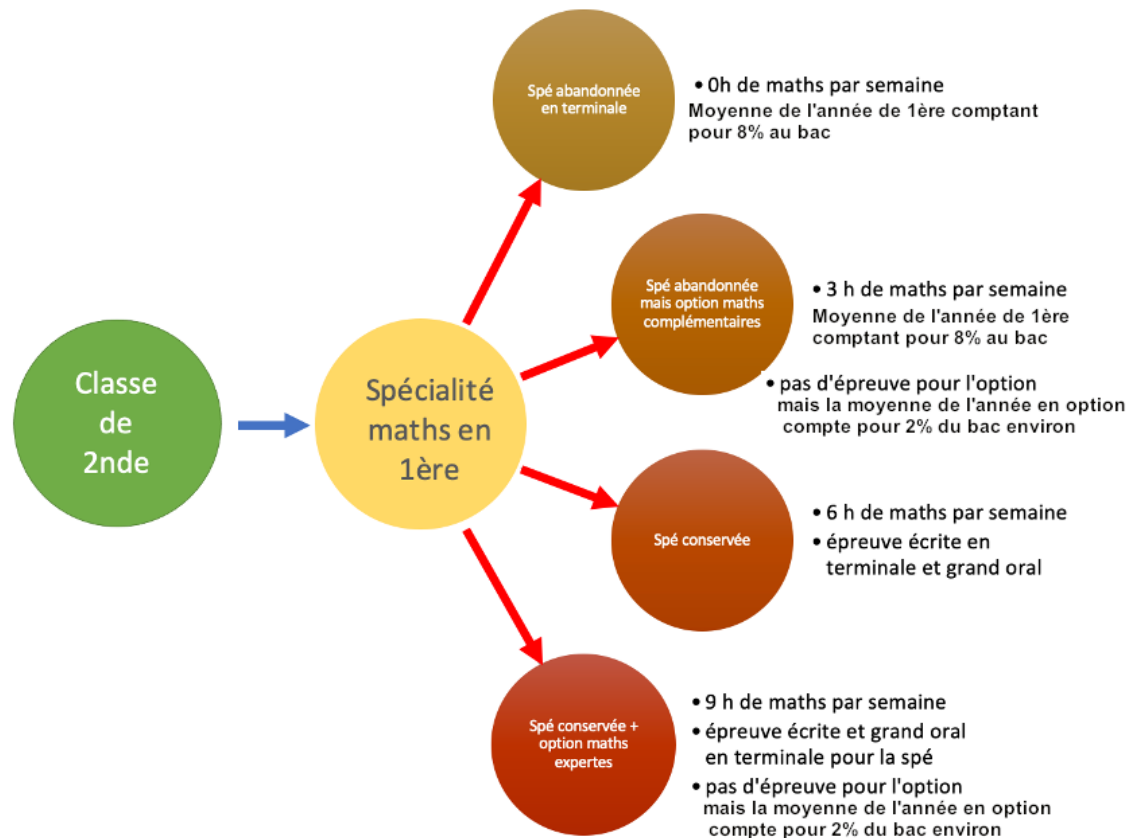 Classe
de
2nde
Spécialité
maths en
1ère
Spé abandonnée
en terminale
• 0h de maths par semaine
Moyenne de l'année de 1ère comptant
pour 8% au bac
Spé abandonnée
mais option maths
complémentaires
• 3 h de maths par semaine
Moyenne de l'année de 1ère
comptant pour 8% au bac
• pas d'épreuve pour l'option
mais la moyenne de l'année en option
compte pour 2% du bac environ
Spé conservée
• 6 h de maths par semaine
• épreuve écrite en
terminale et grand oral
Spé conservée +
option maths
expertes
• 9 h de maths par semaine
• épreuve écrite et grand oral
en terminale pour la spé
• pas d'épreuve pour l'option
mais la moyenne de l'année en option
compte pour 2% du bac environ